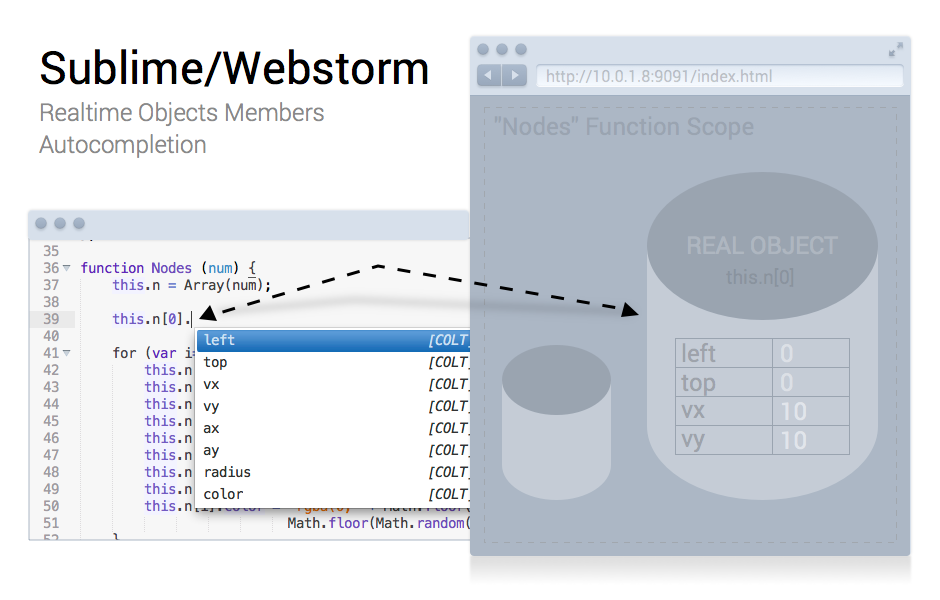 Sublime/Webstorm
Realtime Objects Members
Autocompletion
35
36 function Nodes (num) {
37 this.n = Array(num);
38
39 this.n[0].
40
41 for (var i=
42 this.n
43 this.n
44 this.n
45 this.n
46 this.n
47 this.n
48 this.n
49 this.n
50 this.n[i].color = "rgba(0,
51 Math.floor(Math.random(
52 }
left [COLT]
top [COLT]
vx [COLT]
vy [COLT]
ax [COLT]
ay [COLT]
radius [COLT]
color [COLT]
http://10.0.1.8:9091/index.html
"Nodes" Function Scope
REAL OBJECT
this.n[0]
left 0
top 0
vx 10
vy 10